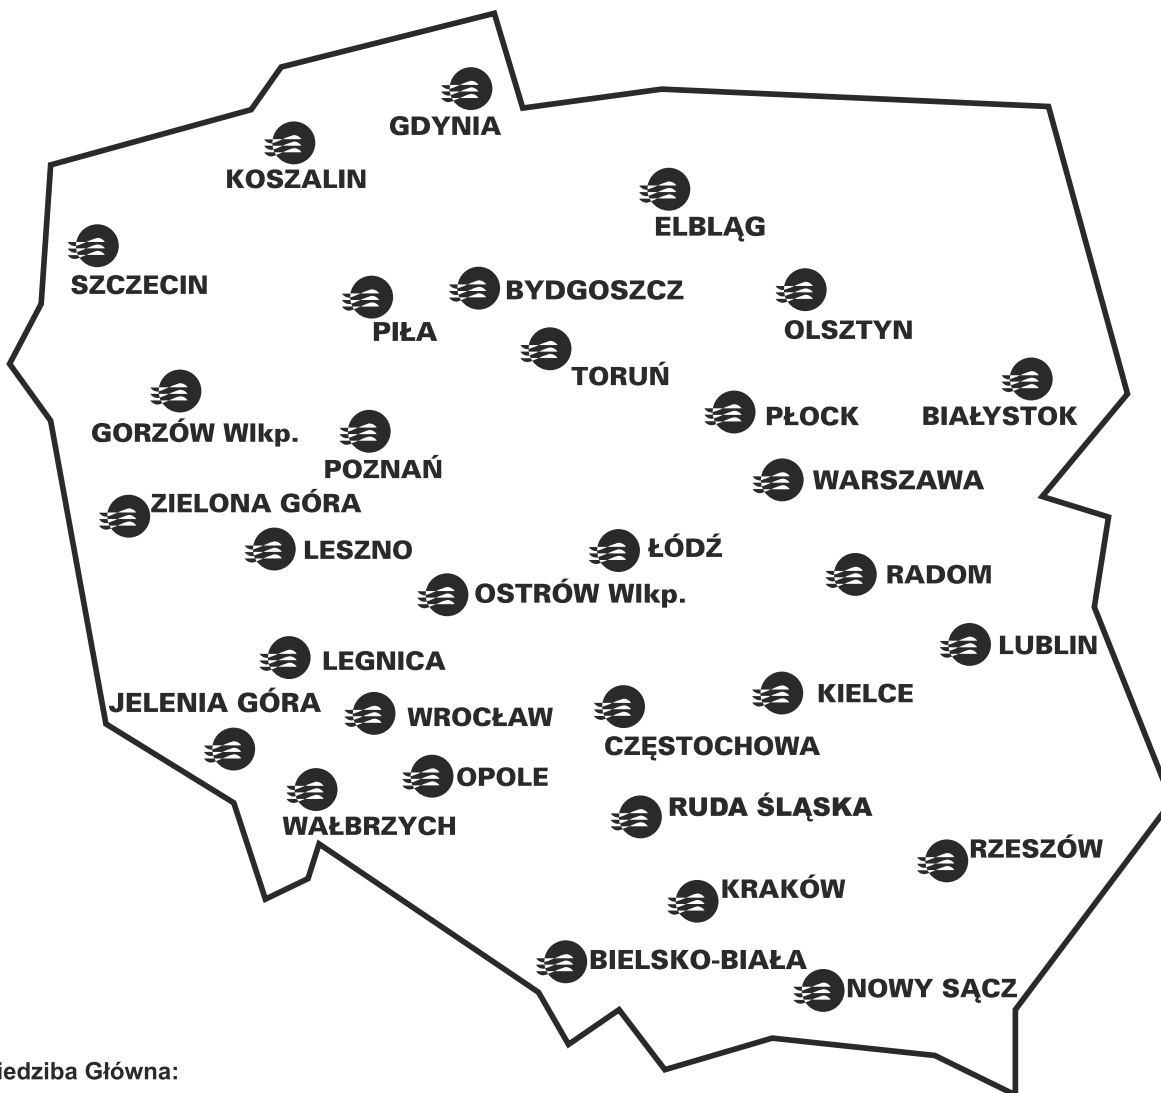 GDYNIA
KOSZALIN
ELBLĄG
SZCZECIN
BYDGOSZCZ
PIŁA
OLSZTYN
TORUŃ
PŁOCK
BIAŁYSTOK
GORZÓW Wlkp.
POZNAŃ
WARSZAWA
ZIELONA GÓRA
LESZNO
ŁÓDŹ
RADOM
OSTRÓW Wlkp.
LUBLIN
LEGNICA
KIELCE
JELENIA GÓRA
WROCŁAW
CZĘSTOCHOWA
OPOLE
RUDA ŚLĄSKA
WAŁBRZYCH
RZESZÓW
KRAKÓW
BIELSKO-BIAŁA
NOWY SĄCZ
iedziba Główna: